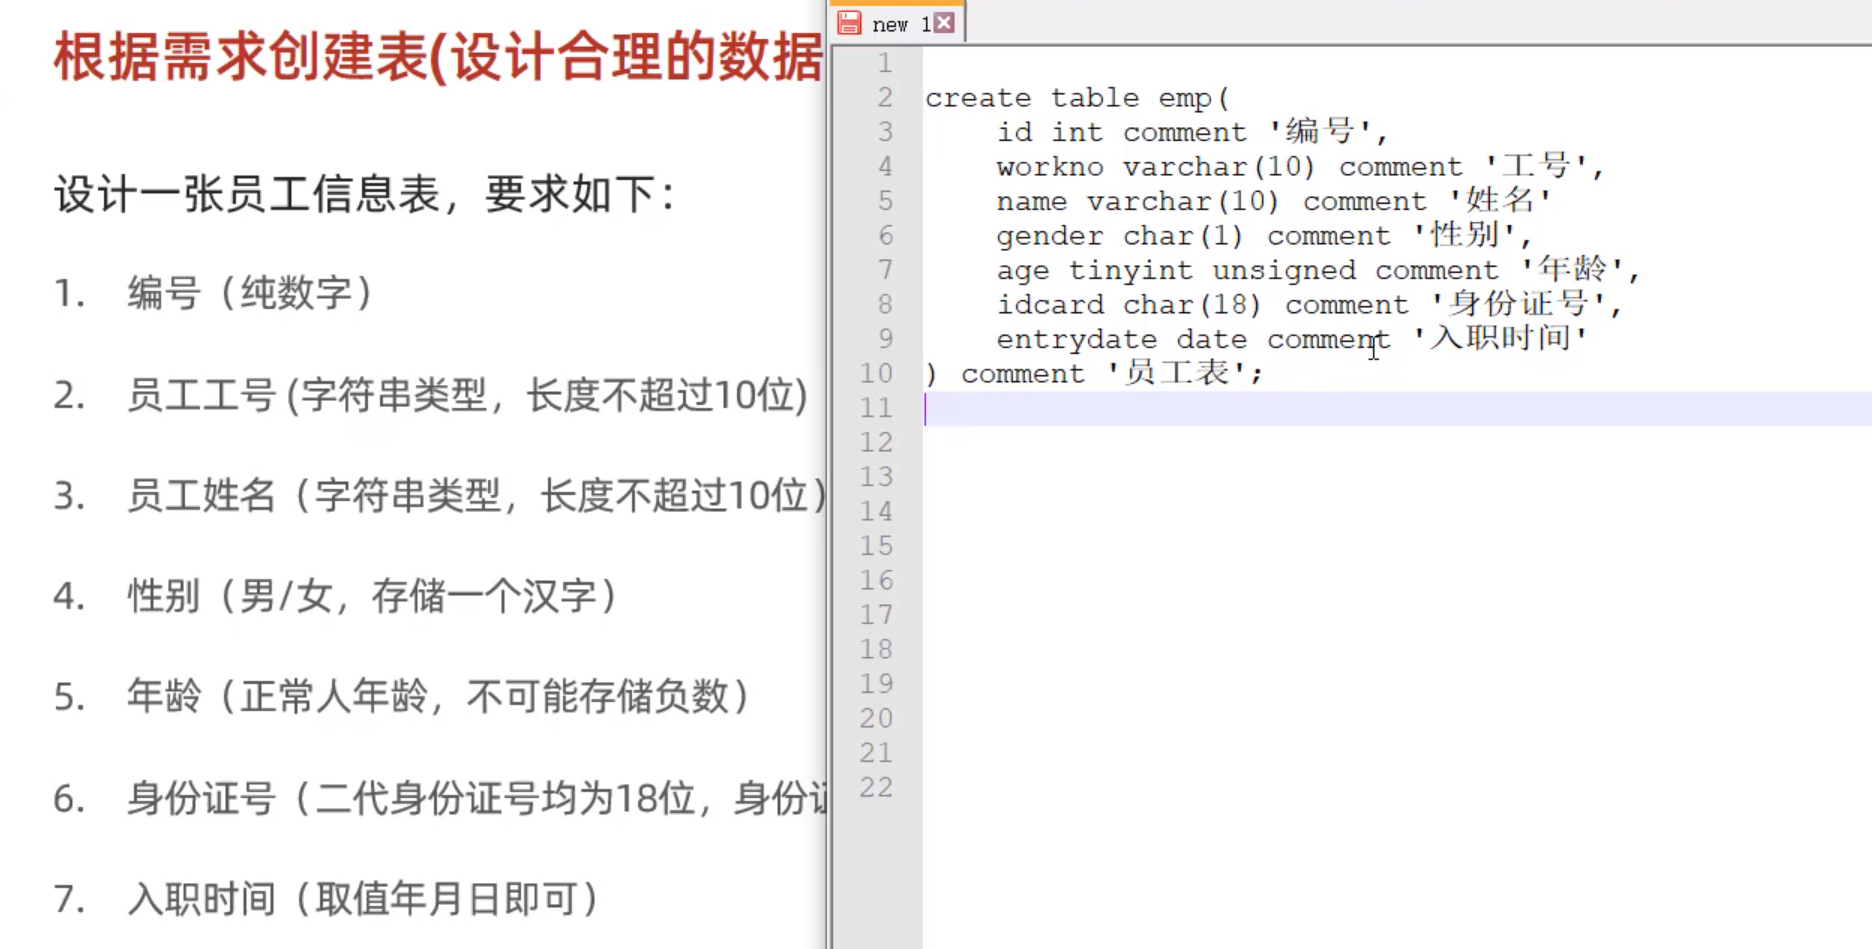 根据需求创建表(设计合理的数据
设计一张员工信息表，要求如下：
1. 编号（纯数字）
2. 员工工号 (字符串类型，长度不超过10位)
3. 员工姓名（字符串类型，长度不超过10位）
4. 性别（男/女，存储一个汉字）
5. 年龄（正常人年龄，不可能存储负数）
6. 身份证号（二代身份证号均为18位，身份证
7. 入职时间（取值年月日即可）
new 1
1
2 create table emp(
3 id int comment '编号',
4 workno varchar(10) comment '工号',
5 name varchar(10) comment '姓名'
6 gender char(1) comment '性别',
7 age tinyint unsigned comment '年龄',
8 idcard char(18) comment '身份证号',
9 entrydate date comment '入职时间'
10 ) comment '员工表';
11
12
13
14
15
16
17
18
19
20
21
22